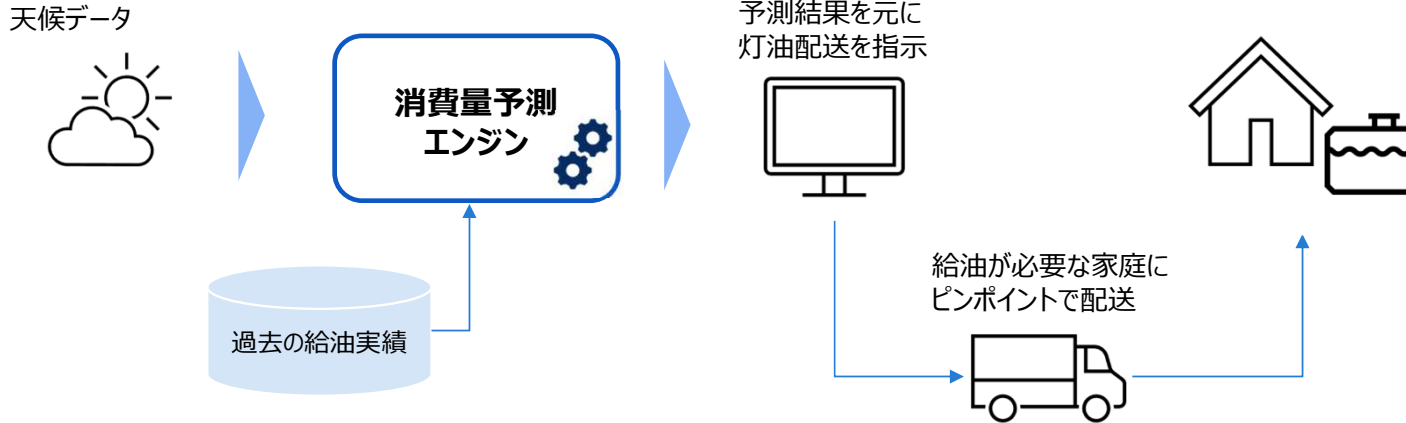 天候データ
消費量予測
エンジン
過去の給油実績
予測結果を元に
灯油配送を指示
給油が必要な家庭に
ピンポイントで配送